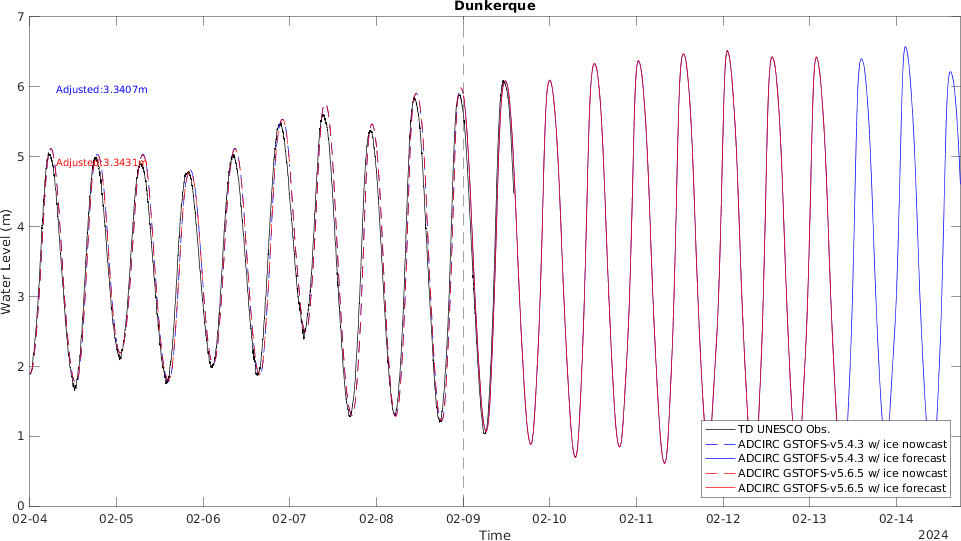 Dunkerque
7
6
5
4
3
2
1
0
Water Level (m)
Adjusted:3.3407m
Adjusted:3.3431m
TD UNESCO Obs.
ADCIRC GSTOFS-v5.4.3 w/ ice nowcast
ADCIRC GSTOFS-v5.4.3 w/ ice forecast
ADCIRC GSTOFS-v5.6.5 w/ ice nowcast
ADCIRC GSTOFS-v5.6.5 w/ ice forecast
02-04 02-05 02-06 02-07 02-08 02-09 02-10 02-11 02-12 02-13 02-14
Time
2024